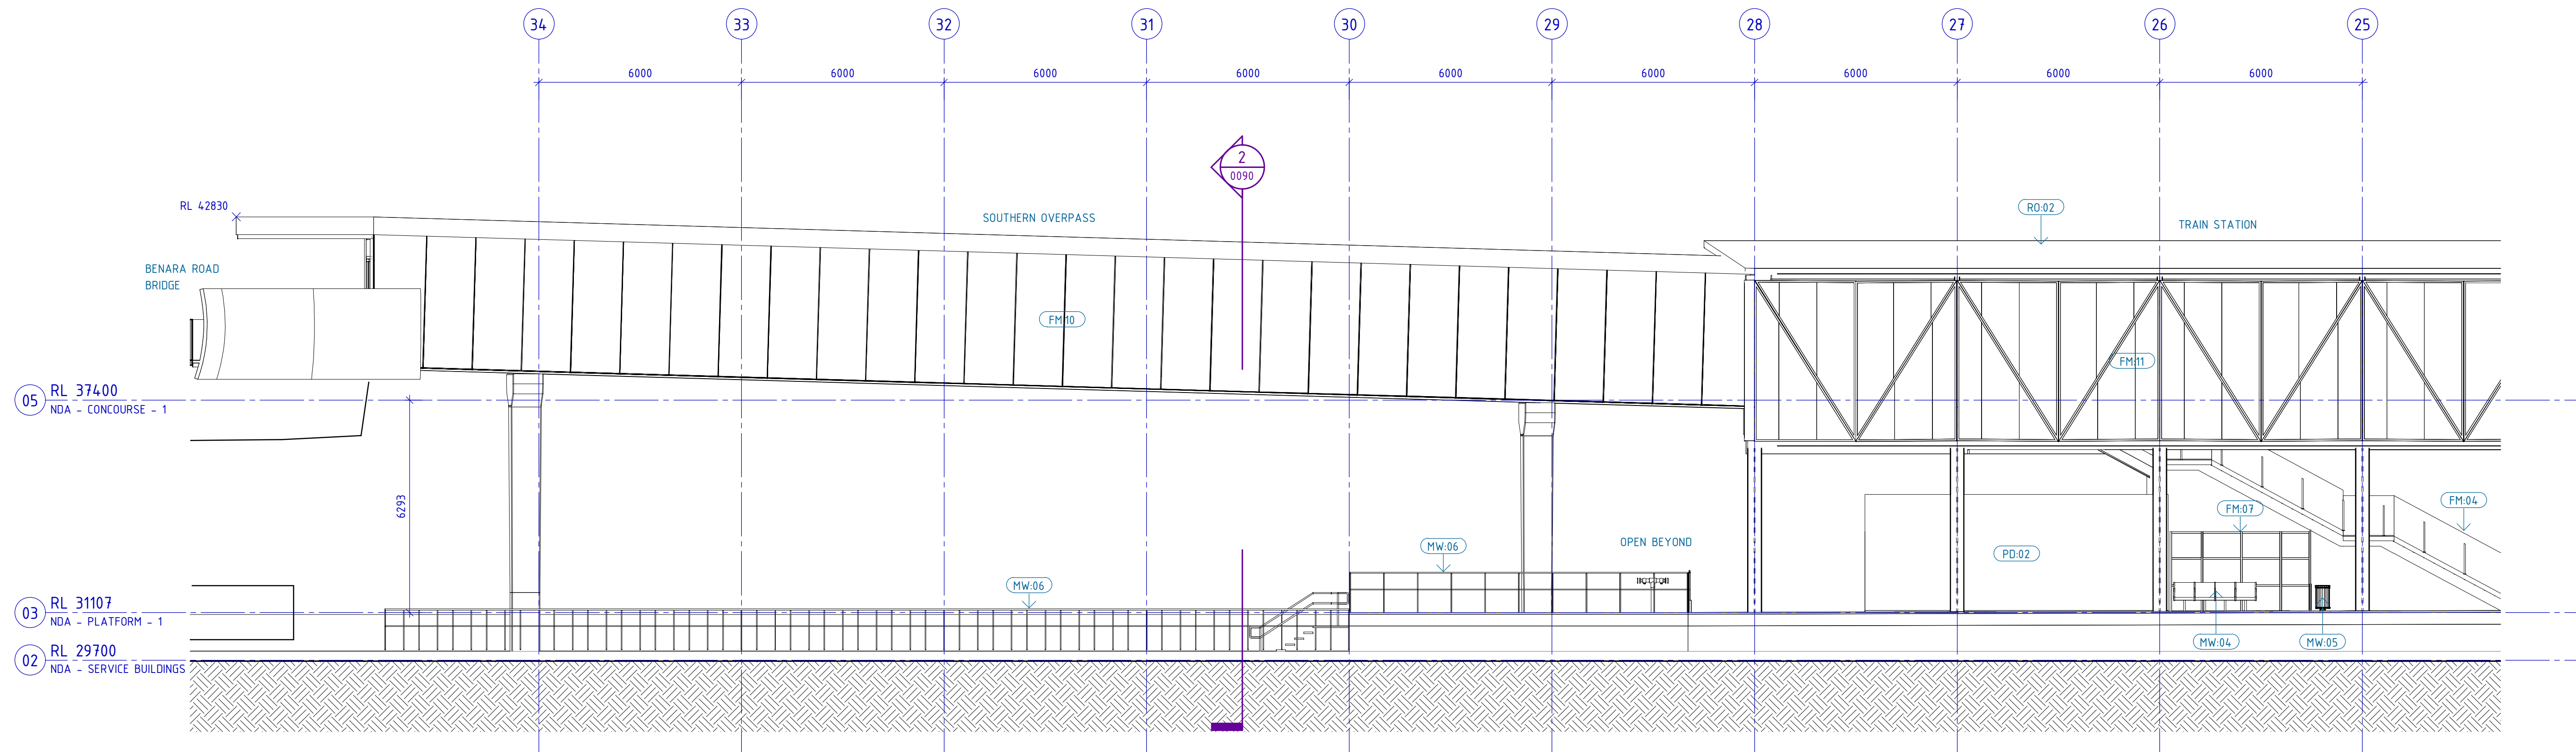 34
33
32
31
30
29
28
27
26
25
6000
6000
6000
6000
6000
6000
6000
6000
6000
2
0090
RL 42830
SOUTHERN OVERPASS
RO:02
TRAIN STATION
BENARA ROAD
BRIDGE
FM:10
FM:11
05
RL 37400
NDA - CONCOURSE - 1
6293
FM:04
FM:07
OPEN BEYOND
MW:06
PD:02
MW:06
03
RL 31107
NDA - PLATFORM - 1
MW:04
MW:05
02
RL 29700
NDA - SERVICE BUILDINGS